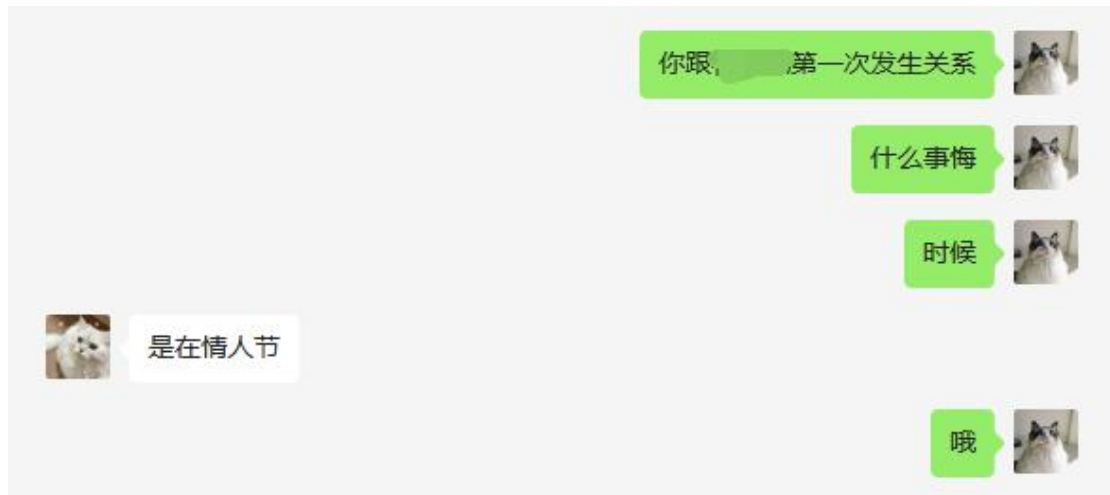 你跟 第一次发生关系
什么事悔
时候
是在情人节
哦